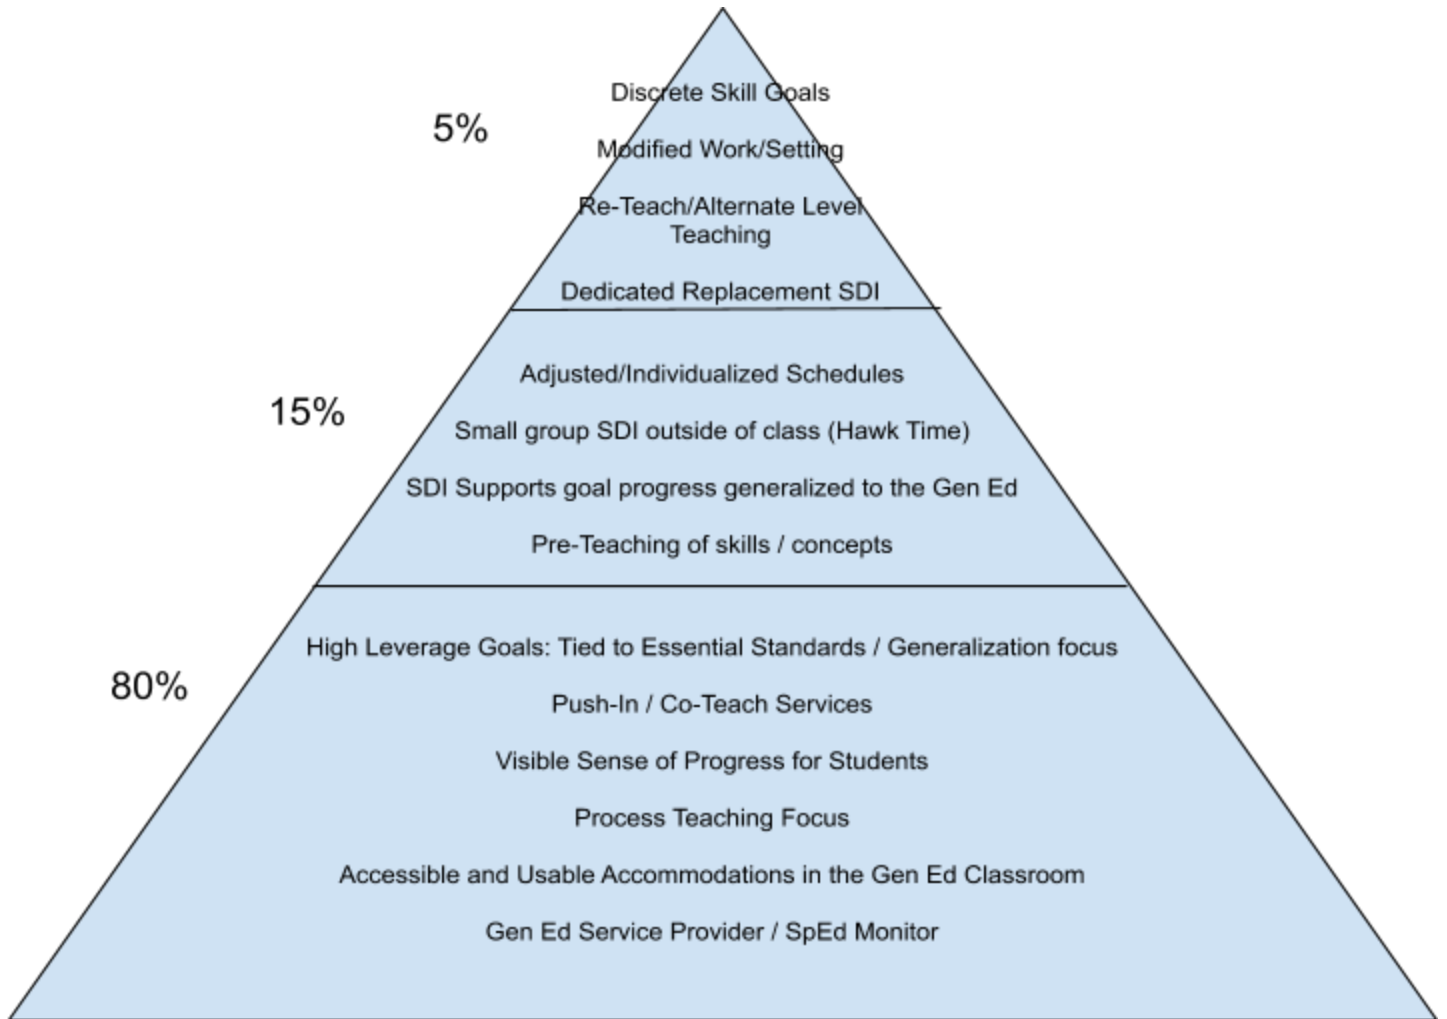 Discrete Skill Goals
5%
Modified Work/Setting
Re-Teach/Alternate Level
Teaching
Dedicated Replacement SDI
Adjusted/Individualized Schedules
15%
Small group SDI outside of class (Hawk Time)
SDI Supports goal progress generalized to the Gen Ed
Pre-Teaching of skills / concepts
High Leverage Goals: Tied to Essential Standards / Generalization focus
80%
Push-In / Co-Teach Services
Visible Sense of Progress for Students
Process Teaching Focus
Accessible and Usable Accommodations in the Gen Ed Classroom
Gen Ed Service Provider / SpEd Monitor